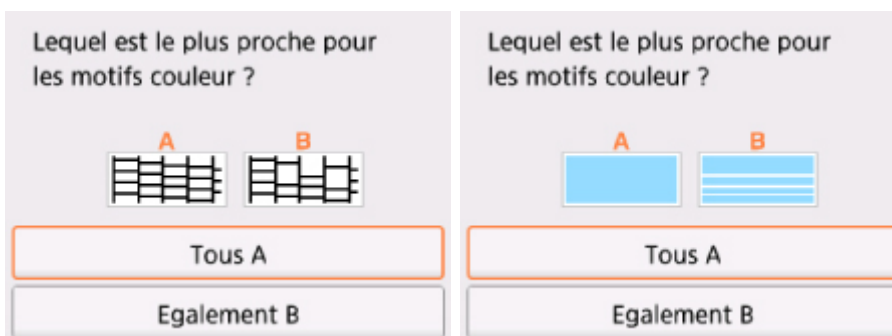 Lequel est le plus proche pour
les motifs couleur ?
A B
Tous A
Egalement B
Lequel est le plus proche pour
les motifs couleur ?
A B
Tous A
Egalement B